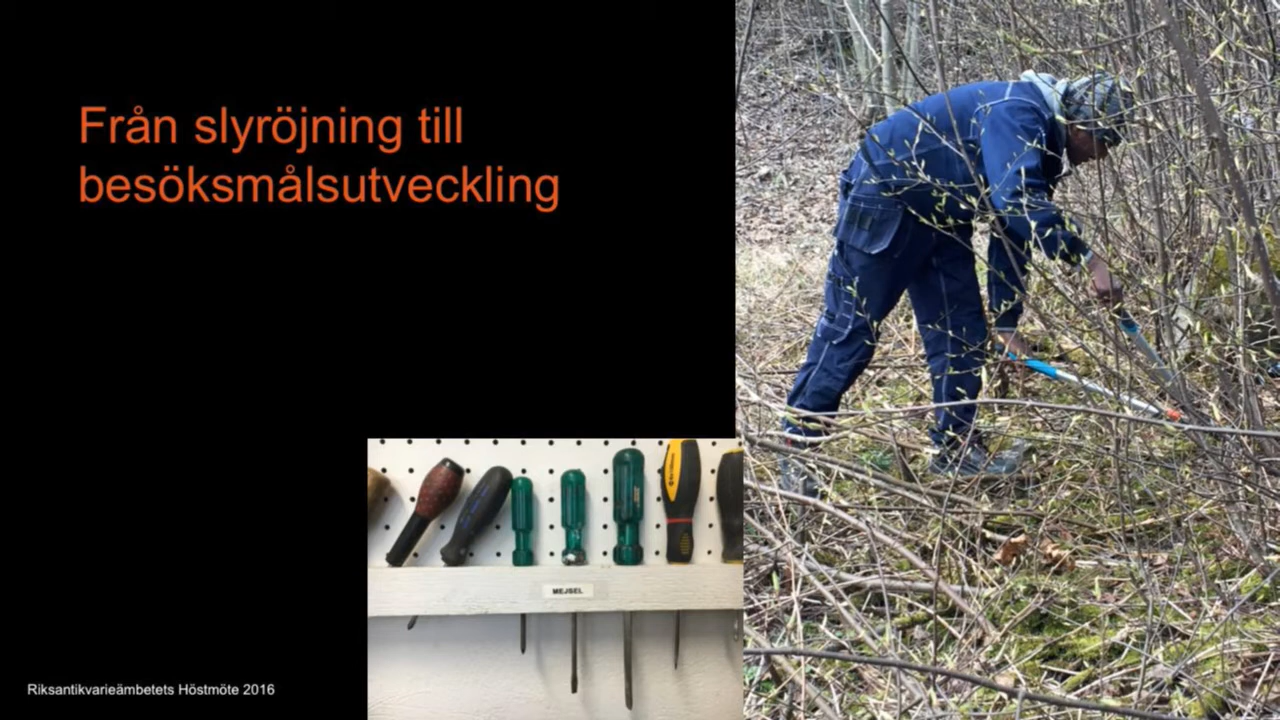 Från slyröjning till
besöksmålsutveckling
MEJSEL
Riksantikvarieämbetets Höstmöte 2016